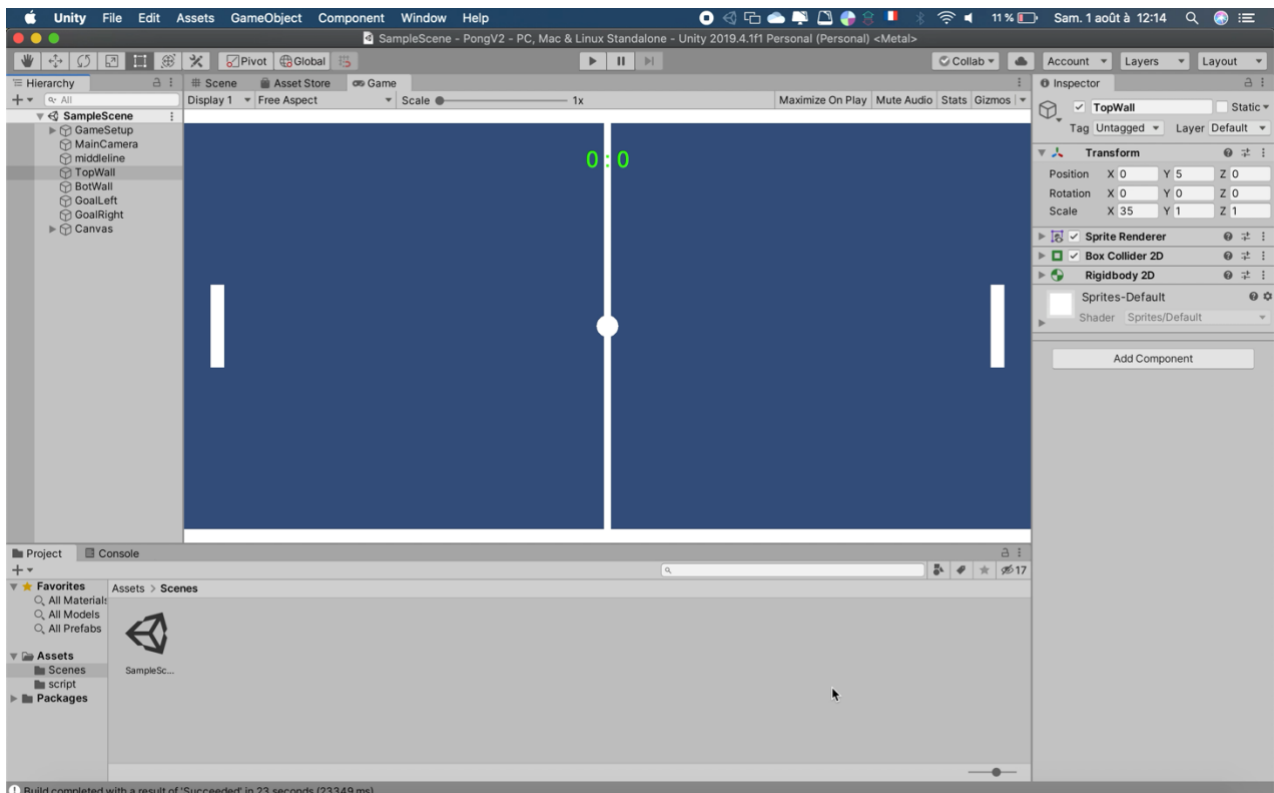 Unity File Edit Assets GameObject Component Window Help 11 % Sam. 1 août à 12:14
SampleScene - PongV2 - PC, Mac & Linux Standalone - Unity 2019.4.1f1 Personal (Personal) <Metal>
Pivot Global Collab Account Layers Layout
Hierarchy Scene Asset Store Game Inspector
All Display 1 Free Aspect Scale 1x Maximize On Play Mute Audio Stats Gizmos TopWall Static
SampleScene
GameSetup Tag Untagged Layer Default
MainCamera
middleline 0 : 0 Transform
TopWall Position X 0 Y 5 Z 0
BotWall Rotation X 0 Y 0 Z 0
GoalLeft Scale X 35 Y 1 Z 1
GoalRight
Canvas Sprite Renderer
Box Collider 2D
Rigidbody 2D
Sprites-Default
Shader Sprites/Default
Add Component
Project Console
17
Favorites Assets > Scenes
All Materials
All Models
All Prefabs
Assets
Scenes SampleSc...
script
Packages
Build completed with a result of 'Succeeded' in 23 seconds (23349 ms)